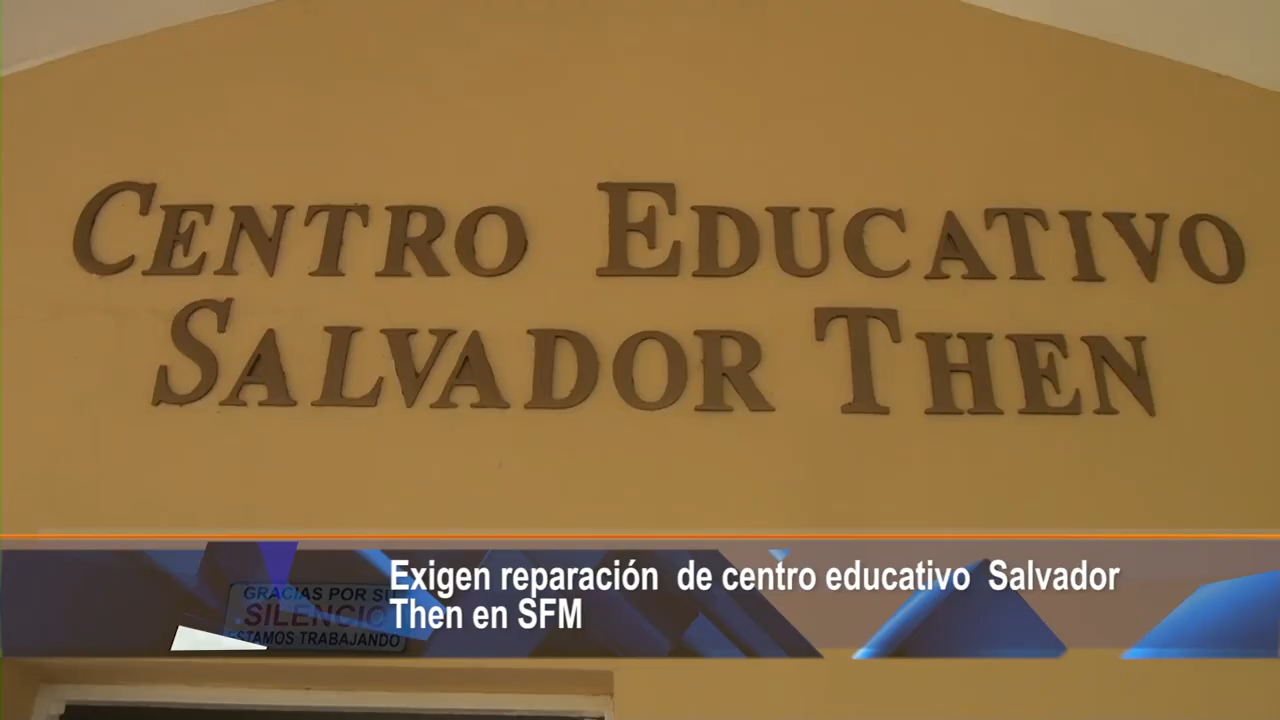 CENTRO EDUCATIVO
SALVADOR THEN
Exigen reparación de centro educativo Salvador
Then en SFM
GRACIAS POR SU
SILENCIO
ESTAMOS TRABAJANDO